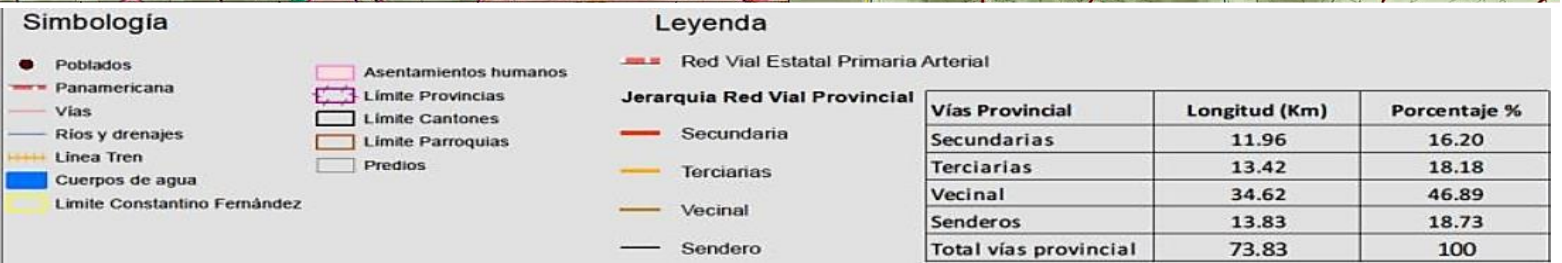 Simbología
Poblados
Panamericana
Vías
Ríos y drenajes
Línea Tren
Cuerpos de agua
Limite Constantino Fernández
Asentamientos humanos
Límite Provincias
Límite Cantones
Límite Parroquias
Predios
Leyenda
Red Vial Estatal Primaria Arterial
Jerarquia Red Vial Provincial
Secundaria
Terciarias
Vecinal
Sendero
Vías Provincial Longitud (Km) Porcentaje %
Secundarias 11.96 16.20
Terciarias 13.42 18.18
Vecinal 34.62 46.89
Senderos 13.83 18.73
Total vías provincial 73.83 100